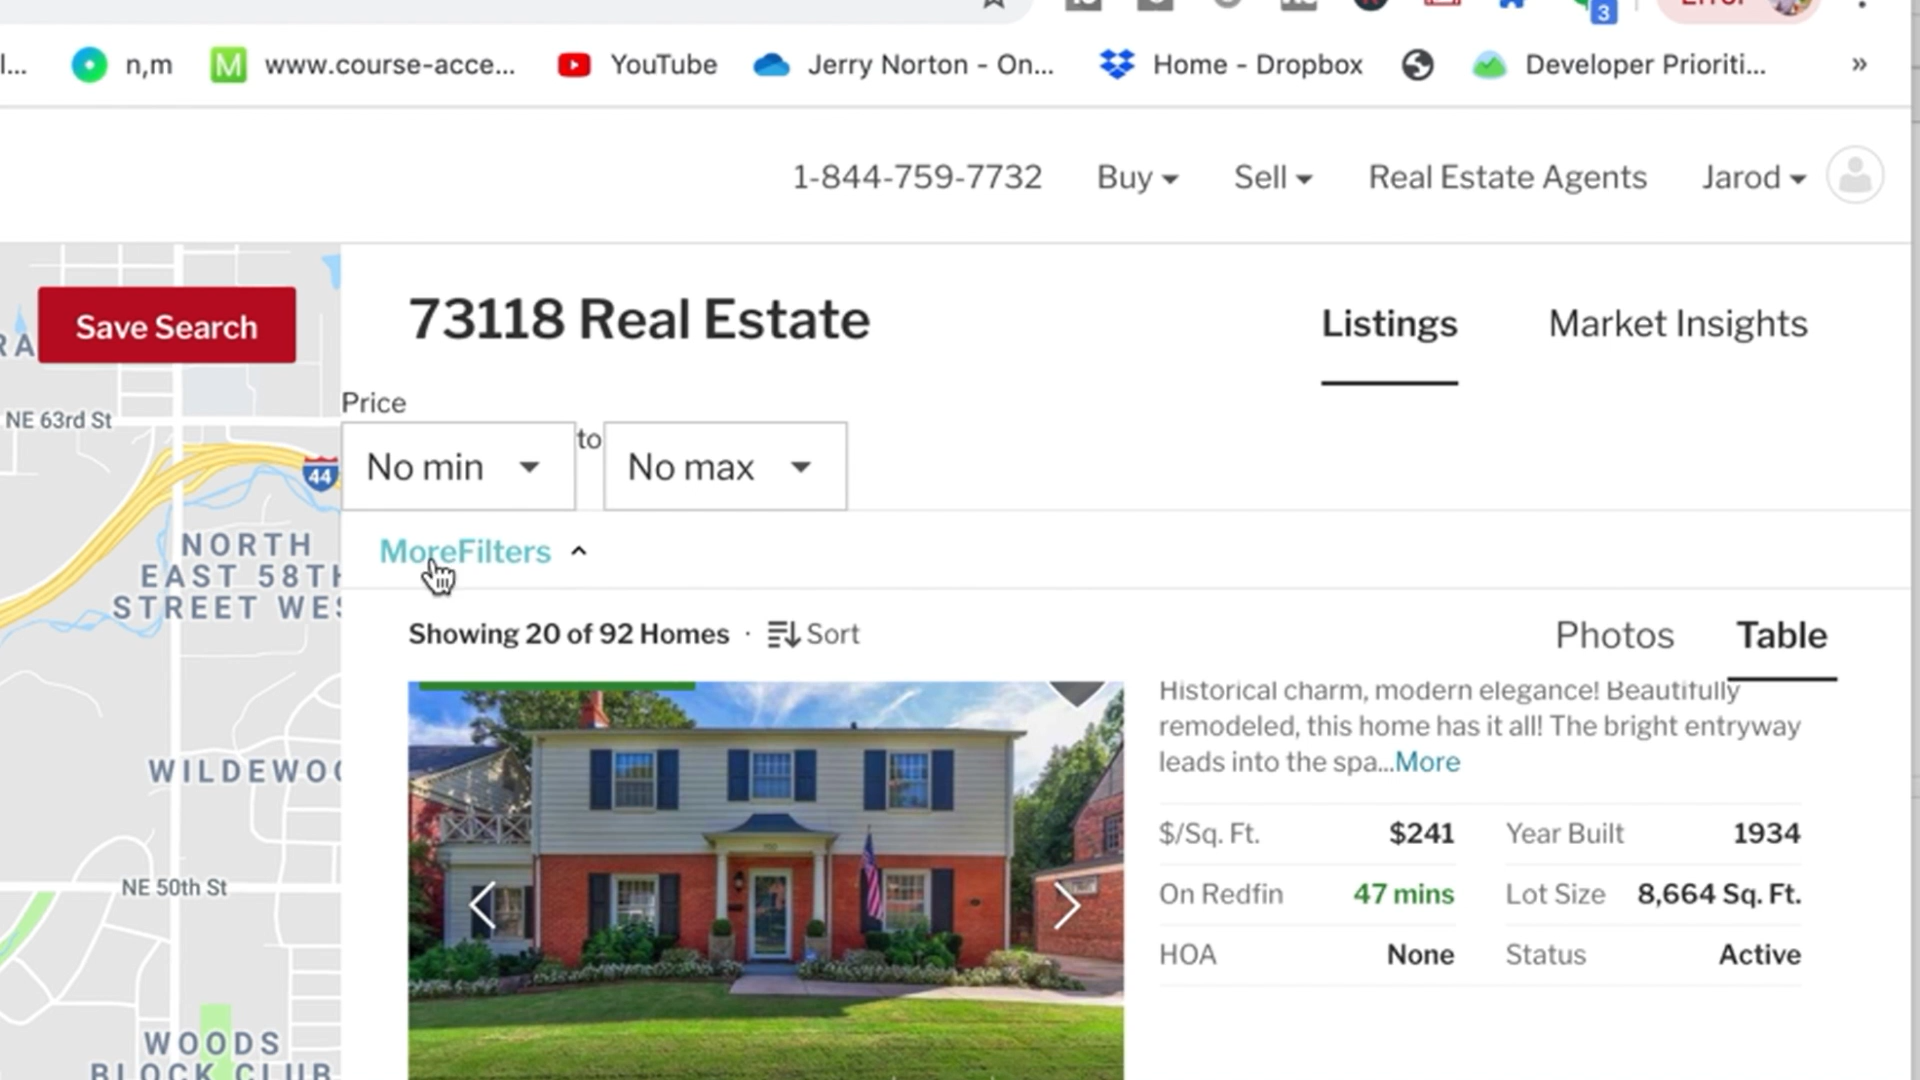 Error
3
l...
n,m
M
www.course-acce...
YouTube
Jerry Norton - On...
Home - Dropbox
Developer Prioriti...
»
1-844-759-7732
Buy
Sell
Real Estate Agents
Jarod
Save Search
RA
NE 63rd St
44
NORTH
EAST 58TH
STREET WES
WILDEWOO
NE 50th St
WOODS
BLOCK CLUB
73118 Real Estate
Listings
Market Insights
Price
No min
to
No max
MoreFilters
Showing 20 of 92 Homes · Sort
Photos
Table
Historical charm, modern elegance! Beautifully
remodeled, this home has it all! The bright entryway
leads into the spa...More
$/Sq. Ft. $241
Year Built 1934
On Redfin 47 mins
Lot Size 8,664 Sq. Ft.
HOA None
Status Active